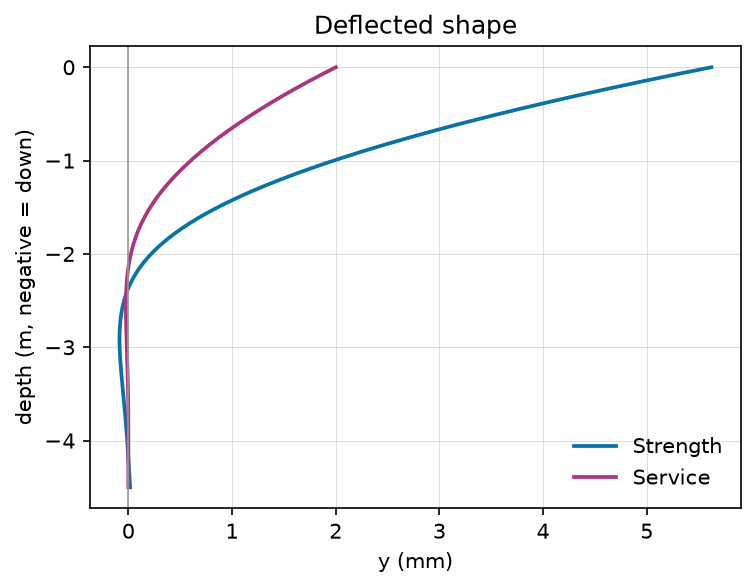 Deflected shape
depth (m, negative = down)
0
−1
−2
−3
−4
Strength
Service
0 1 2 3 4 5
y (mm)